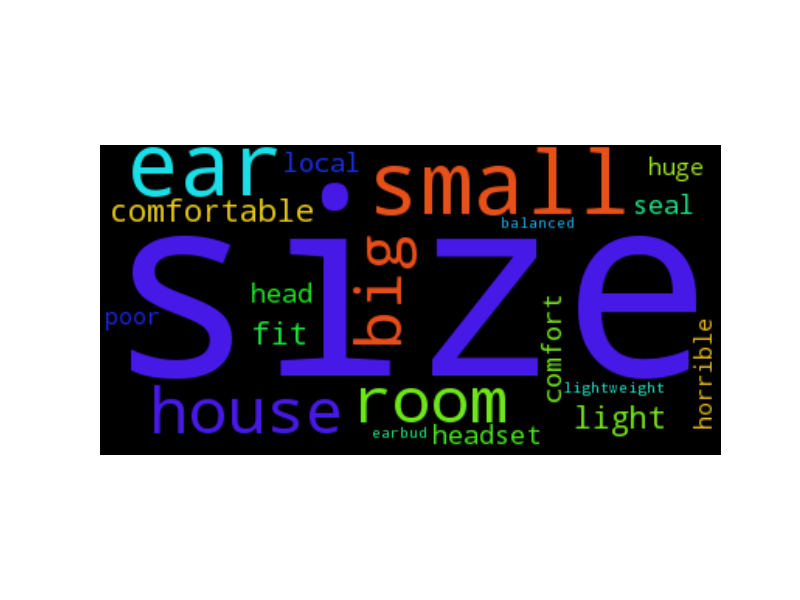 ear
local
small
huge
comfortable
seal
balanced
size
big
head
poor
fit
comfort
horrible
house
room
lightweight
light
earbud
headset